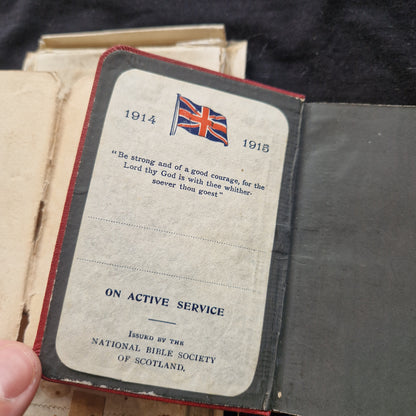 1914 1915
"Be strong and of a good courage, for the
Lord thy God is with thee whither-
soever thou goest"
ON ACTIVE SERVICE
ISSUED BY THE
NATIONAL BIBLE SOCIETY
OF SCOTLAND.